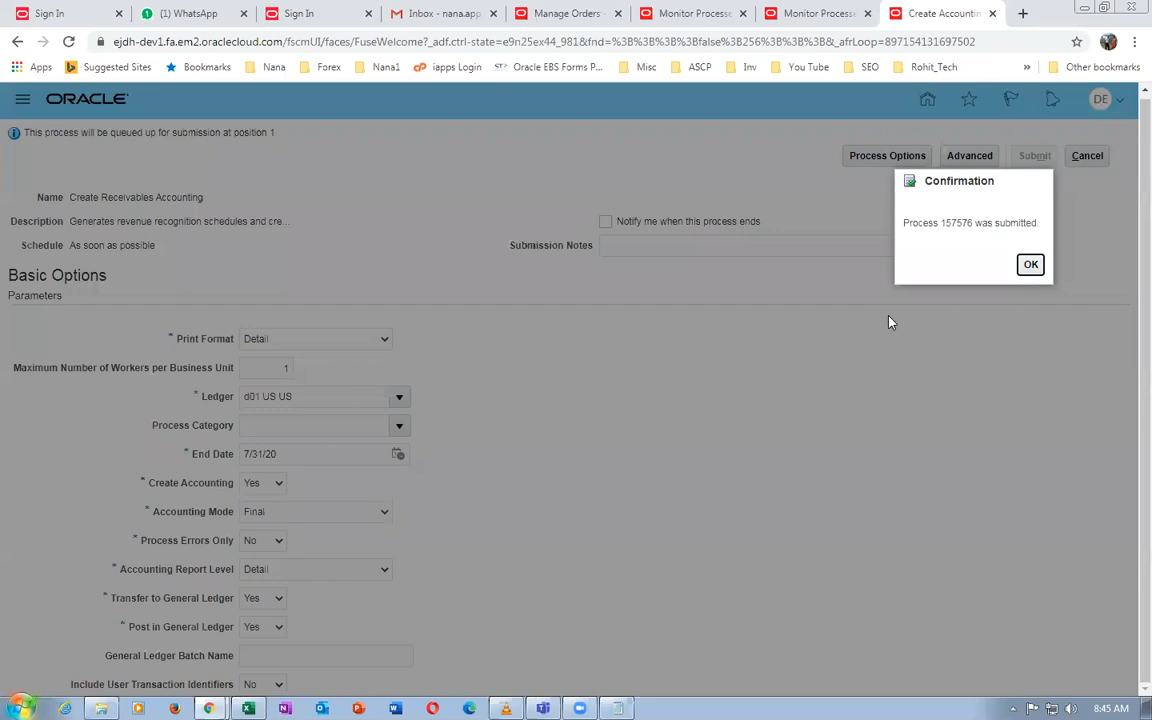 Sign In
(1) WhatsApp
Sign In
Inbox - nana.app
Manage Orders -
Monitor Processe
Monitor Processe
Create Accountin
ejdh-dev1.fa.em2.oraclecloud.com/fscmUI/faces/FuseWelcome?_adf.ctrl-state=e9n25ex44_981&fnd=%3B%3B%3B%3Bfalse%3B256%3B%3B%3B&_afrLoop=897154131697502
Apps
Suggested Sites
Bookmarks
Nana
Forex
Nana1
iapps Login
Oracle EBS Forms P...
Misc
ASCP
Inv
You Tube
SEO
Rohit_Tech
»
Other bookmarks
ORACLE
DE
This process will be queued up for submission at position 1
Process Options
Advanced
Submit
Cancel
Confirmation
Process 157576 was submitted.
OK
Name Create Receivables Accounting
Description Generates revenue recognition schedules and cre...
Notify me when this process ends
Schedule As soon as possible
Submission Notes
Basic Options
Parameters
* Print Format Detail
Maximum Number of Workers per Business Unit 1
* Ledger d01 US US
Process Category
* End Date 7/31/20
* Create Accounting Yes
* Accounting Mode Final
* Process Errors Only No
* Accounting Report Level Detail
* Transfer to General Ledger Yes
* Post in General Ledger Yes
General Ledger Batch Name
Include User Transaction Identifiers No
8:45 AM